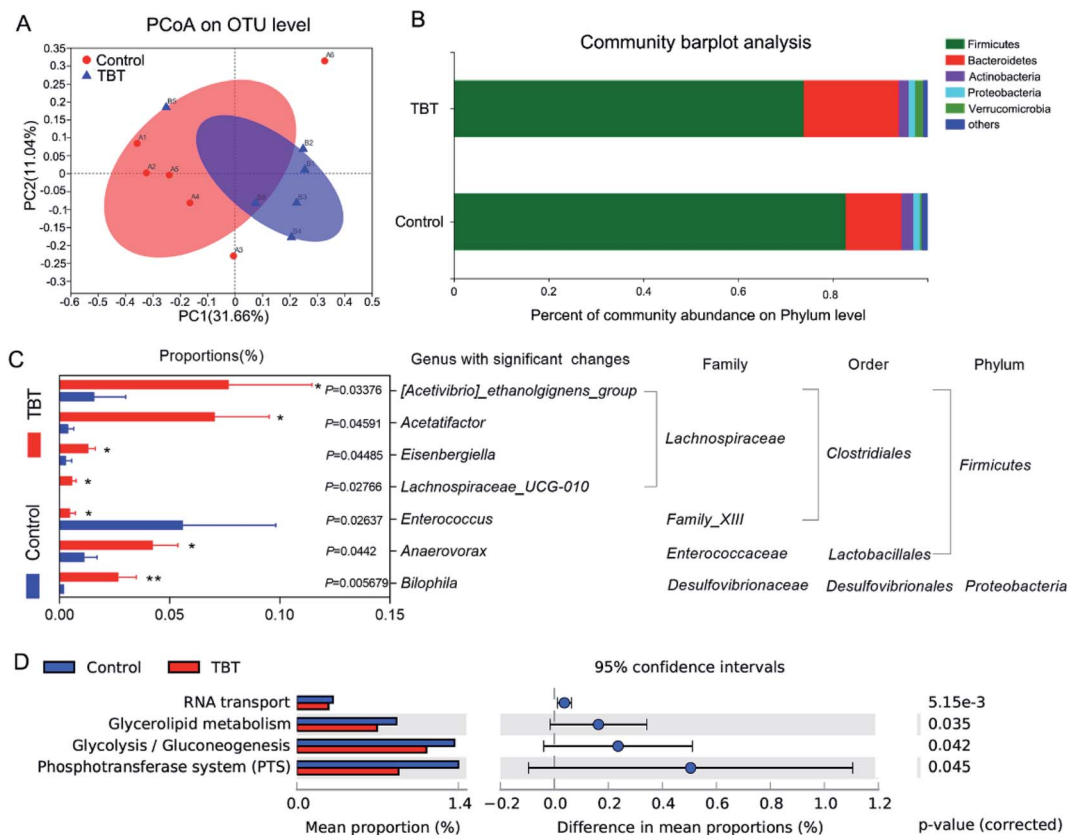 A
PCoA on OTU level
Control
TBT
A6
B5
A1
B2
B1
A2
A5
A4
B3
B4
A3
0.35
0.3
0.25
0.2
0.15
0.1
0.05
0
-0.05
-0.1
-0.15
-0.2
-0.25
-0.3
PC2(11.04%)
-0.6 -0.5 -0.4 -0.3 -0.2 -0.1 0 0.1 0.2 0.3 0.4 0.5
PC1(31.66%)
B
Community barplot analysis
TBT
Control
0 0.2 0.4 0.6 0.8
Percent of community abundance on Phylum level
Firmicutes
Bacteroidetes
Actinobacteria
Proteobacteria
Verrucomicrobia
others
C
Proportions(%) Genus with significant changes Family Order Phylum
TBT
Control
* P=0.03376 [Acetivibrio]_ethanolgignens_group
* P=0.04591 Acetatifactor
* P=0.04485 Eisenbergiella
* P=0.02766 Lachnospiraceae_UCG-010
* P=0.02637 Enterococcus
* P=0.0442 Anaerovorax
** P=0.005679 Bilophila
0.00 0.05 0.10 0.15
Lachnospiraceae Clostridiales Firmicutes
Family_XIII
Enterococcaceae Lactobacillales
Desulfovibrionaceae Desulfovibrionales Proteobacteria
D
Control TBT 95% confidence intervals
RNA transport 5.15e-3
Glycerolipid metabolism 0.035
Glycolysis / Gluconeogenesis 0.042
Phosphotransferase system (PTS) 0.045
0.0 1.4 −0.2 0.0 0.2 0.4 0.6 0.8 1.0 1.2
Mean proportion (%) Difference in mean proportions (%) p-value (corrected)